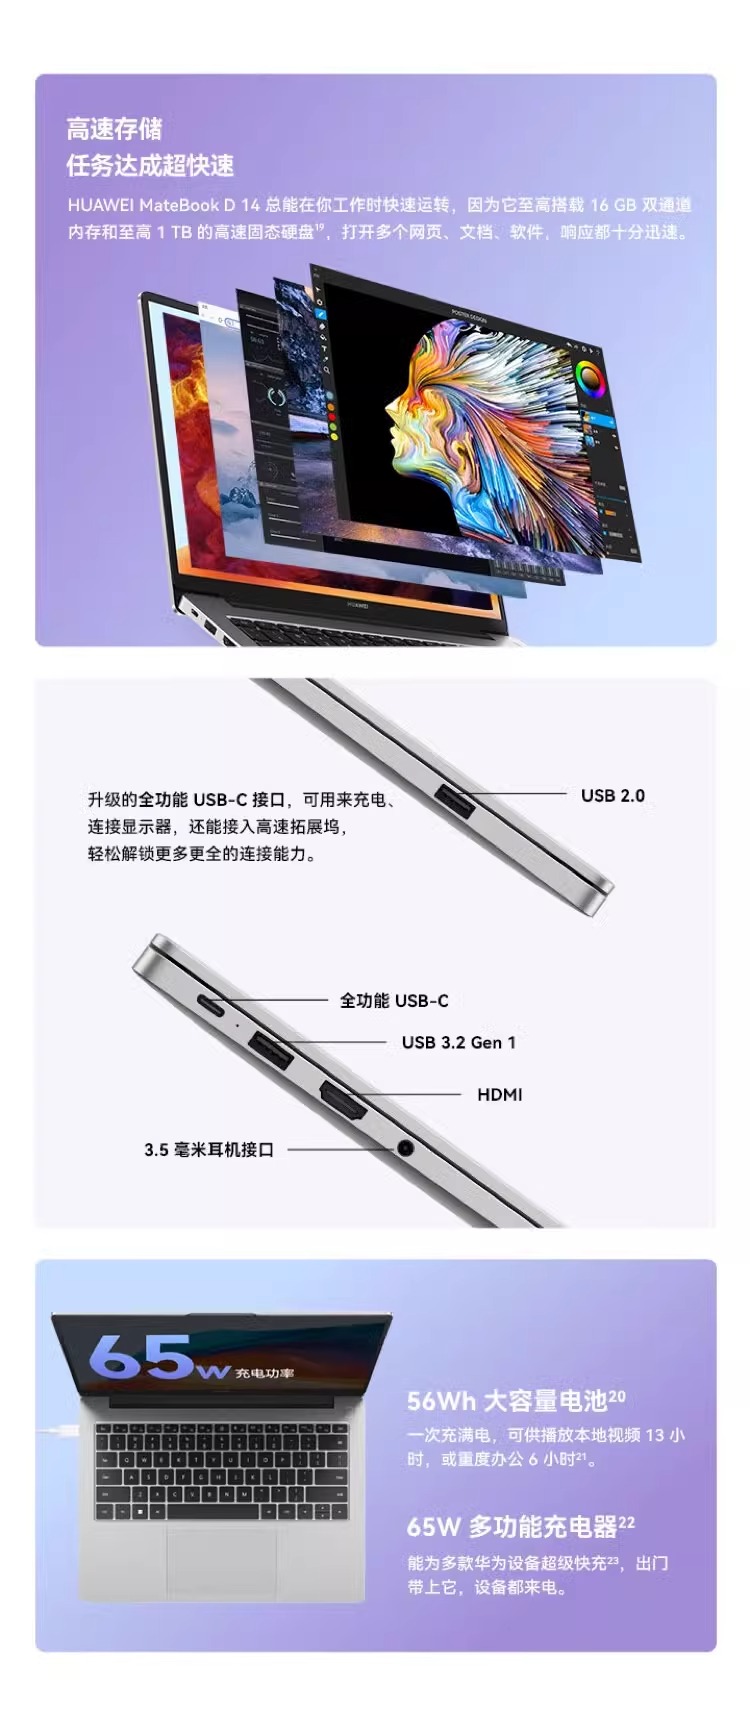 高速存储
任务达成超快速
HUAWEI MateBook D 14 总能在你工作时快速运转，因为它至高搭载 16 GB 双通道
内存和至高 1 TB 的高速固态硬盘¹⁹，打开多个网页、文档、软件，响应都十分迅速。
POSTER DESIGN
HUAWEI
升级的全功能 USB-C 接口，可用来充电、
连接显示器，还能接入高速拓展坞，
轻松解锁更多更全的连接能力。
USB 2.0
全功能 USB-C
USB 3.2 Gen 1
HDMI
3.5 毫米耳机接口
65W 充电功率
56Wh 大容量电池²⁰
一次充满电，可供播放本地视频 13 小
时，或重度办公 6 小时²¹。
65W 多功能充电器²²
能为多款华为设备超级快充²³，出门
带上它，设备都来电。